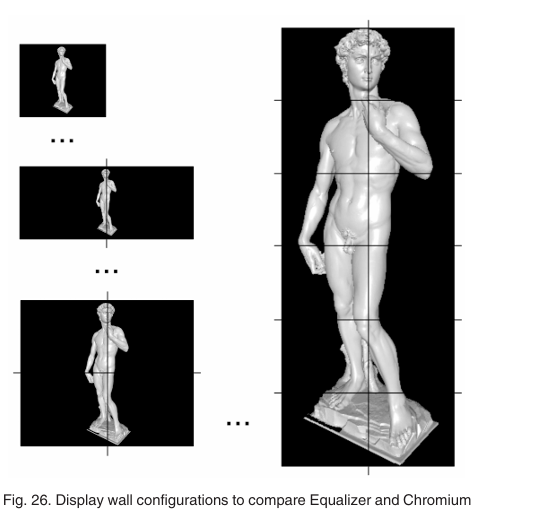 ...
...
...
Fig. 26. Display wall configurations to compare Equalizer and Chromium